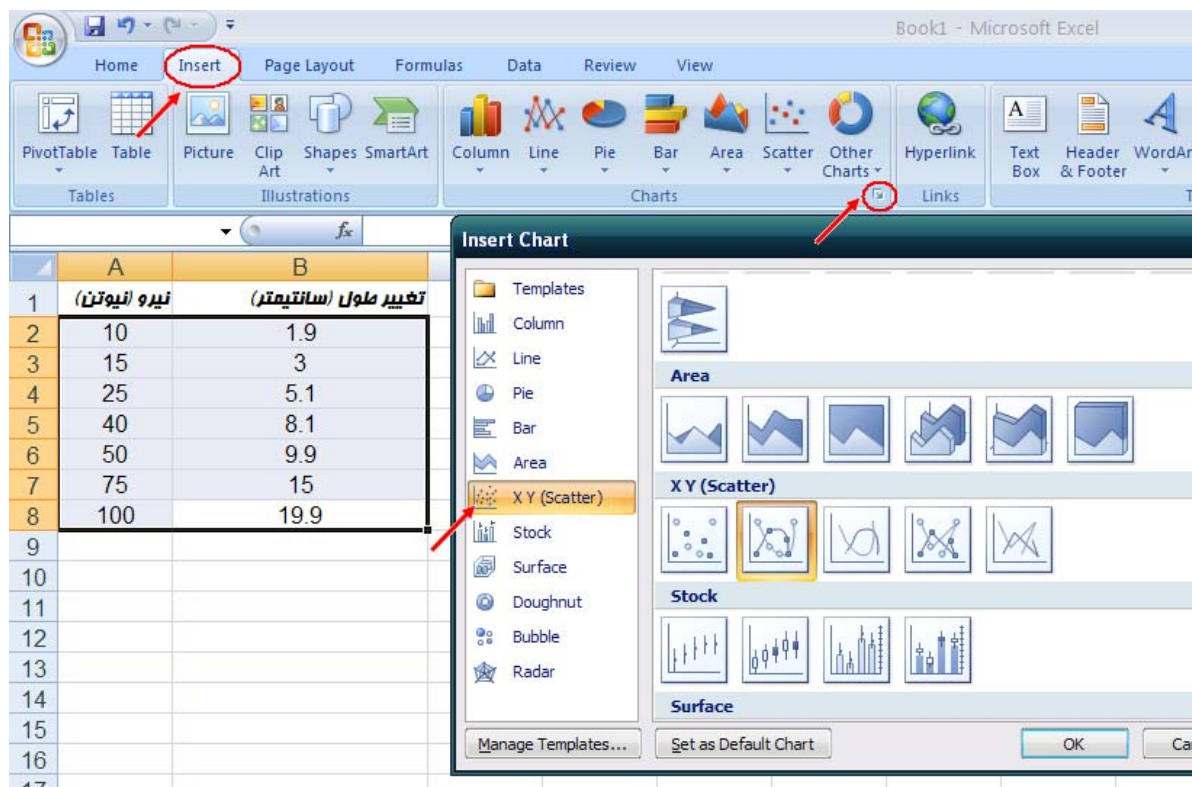 Book1 - Microsoft Excel
Home Insert Page Layout Formulas Data Review View
PivotTable Table Picture Clip Art Shapes SmartArt Column Line Pie Bar Area Scatter Other Charts Hyperlink Text Box Header & Footer WordAr
Tables Illustrations Charts Links T
fx
Insert Chart
A B
1 نیرو (نیوتن) تغییر طول (سانتیمتر)
2 10 1.9
3 15 3
4 25 5.1
5 40 8.1
6 50 9.9
7 75 15
8 100 19.9
9
10
11
12
13
14
15
16
17
Templates
Column
Line
Pie
Bar
Area
X Y (Scatter)
Stock
Surface
Doughnut
Bubble
Radar
Area
X Y (Scatter)
Stock
Surface
Manage Templates... Set as Default Chart OK Ca